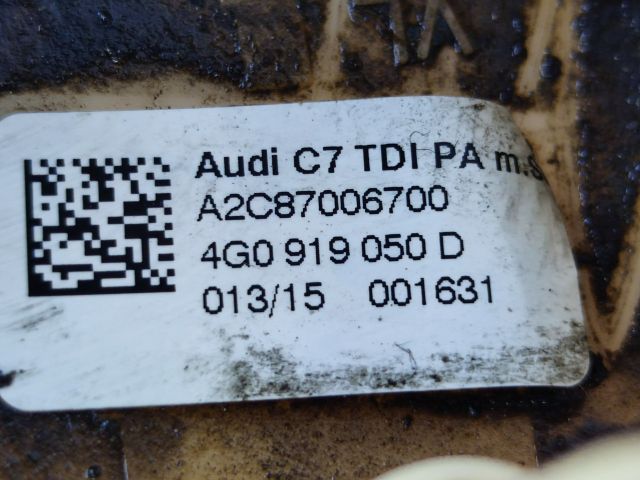 Audi C7 TDI PA m.S
A2C87006700
4G0 919 050 D
013/15 001631